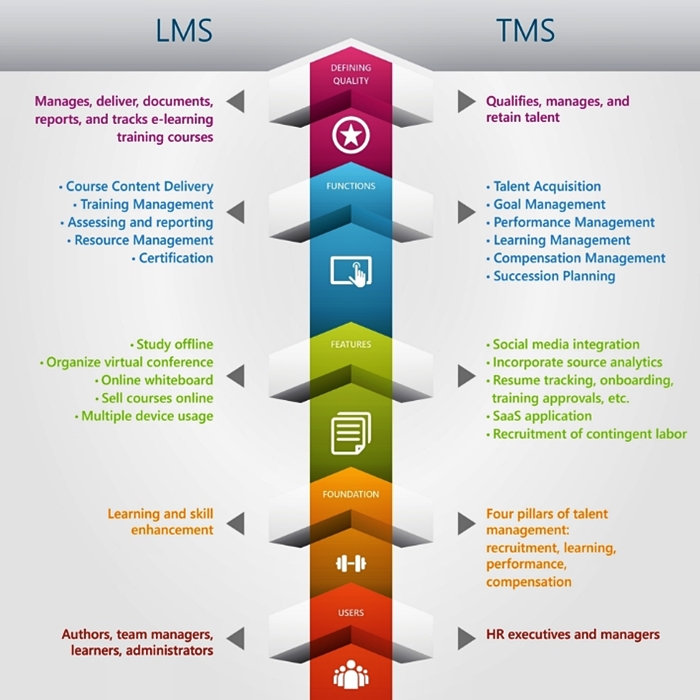 LMS
TMS
DEFINING
QUALITY
Manages, deliver, documents,
reports, and tracks e-learning
training courses
Qualifies, manages, and
retain talent
FUNCTIONS
• Course Content Delivery
• Training Management
• Assessing and reporting
• Resource Management
• Certification
• Talent Acquisition
• Goal Management
• Performance Management
• Learning Management
• Compensation Management
• Succession Planning
FEATURES
• Study offline
• Organize virtual conference
• Online whiteboard
• Sell courses online
• Multiple device usage
• Social media integration
• Incorporate source analytics
• Resume tracking, onboarding,
training approvals, etc.
• SaaS application
• Recruitment of contingent labor
FOUNDATION
Learning and skill
enhancement
Four pillars of talent
management:
recruitment, learning,
performance,
compensation
USERS
Authors, team managers,
learners, administrators
HR executives and managers